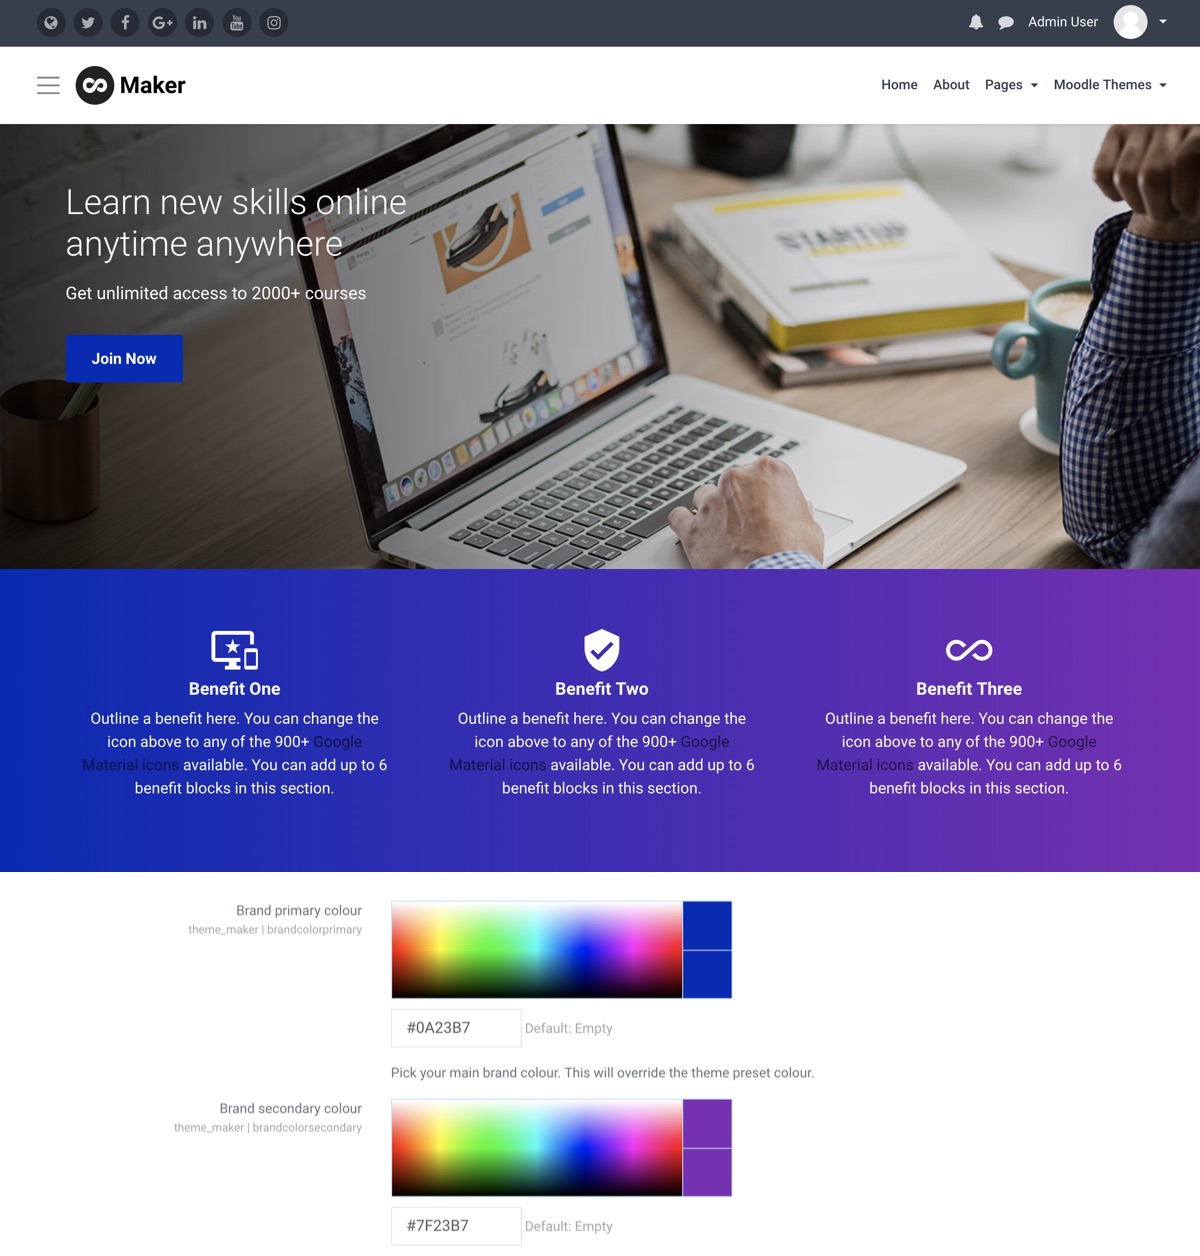 You
Tube
Admin User
Maker
Home About Pages Moodle Themes
Learn new skills online
anytime anywhere
Get unlimited access to 2000+ courses
Join Now
STARTUP
Benefit One
Outline a benefit here. You can change the
icon above to any of the 900+ Google
Material icons available. You can add up to 6
benefit blocks in this section.
Benefit Two
Outline a benefit here. You can change the
icon above to any of the 900+ Google
Material icons available. You can add up to 6
benefit blocks in this section.
Benefit Three
Outline a benefit here. You can change the
icon above to any of the 900+ Google
Material icons available. You can add up to 6
benefit blocks in this section.
Brand primary colour
theme_maker | brandcolorprimary
#0A23B7 Default: Empty
Pick your main brand colour. This will override the theme preset colour.
Brand secondary colour
theme_maker | brandcolorsecondary
#7F23B7 Default: Empty